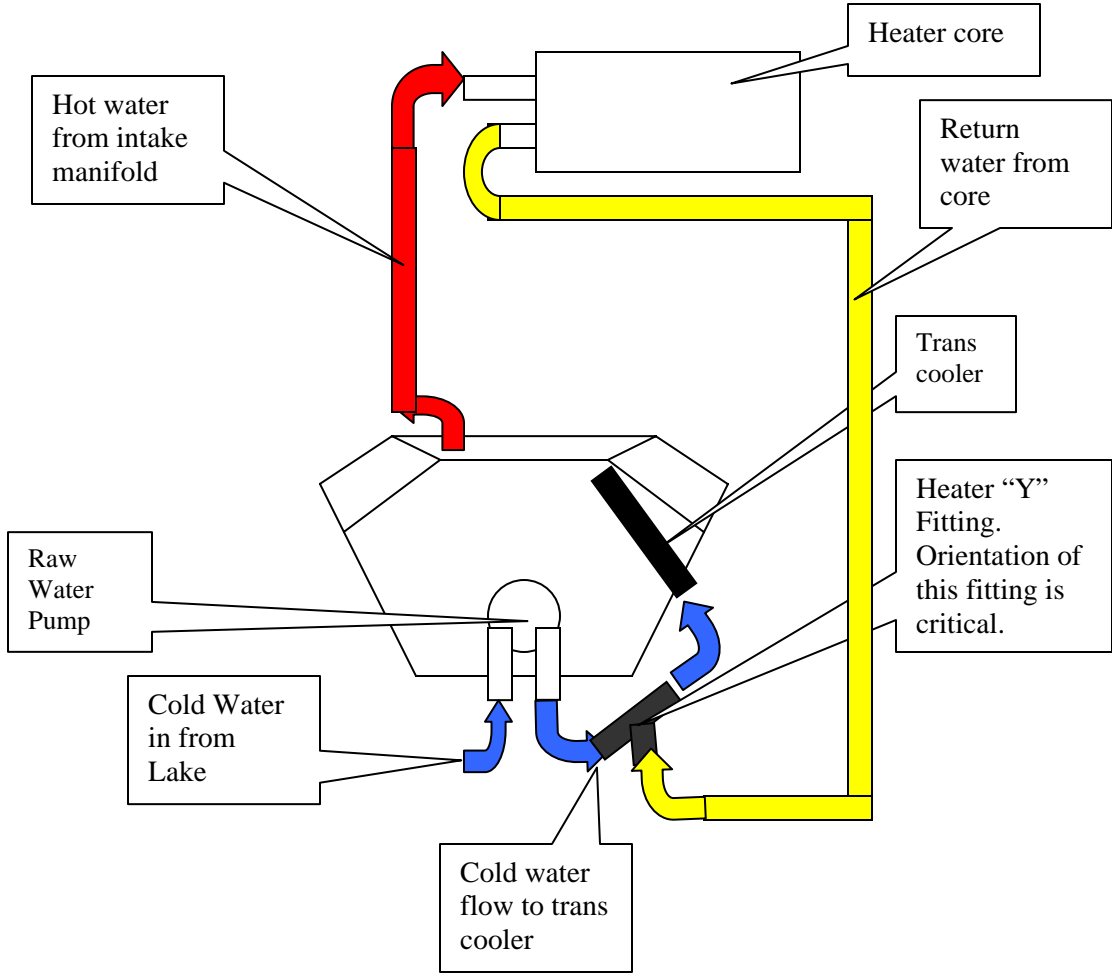 Heater core
Hot water
from intake
manifold
Return
water from
core
Trans
cooler
Heater “Y”
Fitting.
Orientation of
this fitting is
critical.
Raw
Water
Pump
Cold Water
in from
Lake
Cold water
flow to trans
cooler